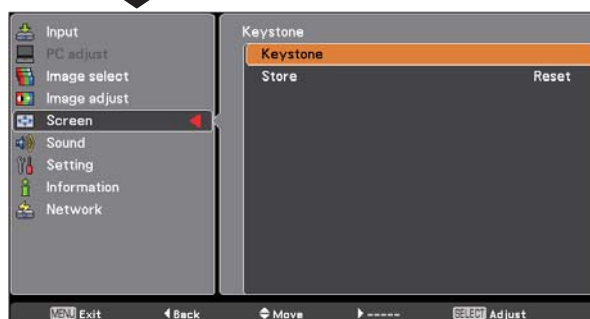 Input
PC adjust
Image select
Image adjust
Screen
Sound
Setting
Information
Network
Keystone
Keystone
Store Reset
MENU Exit Back Move ----- SELECT Adjust